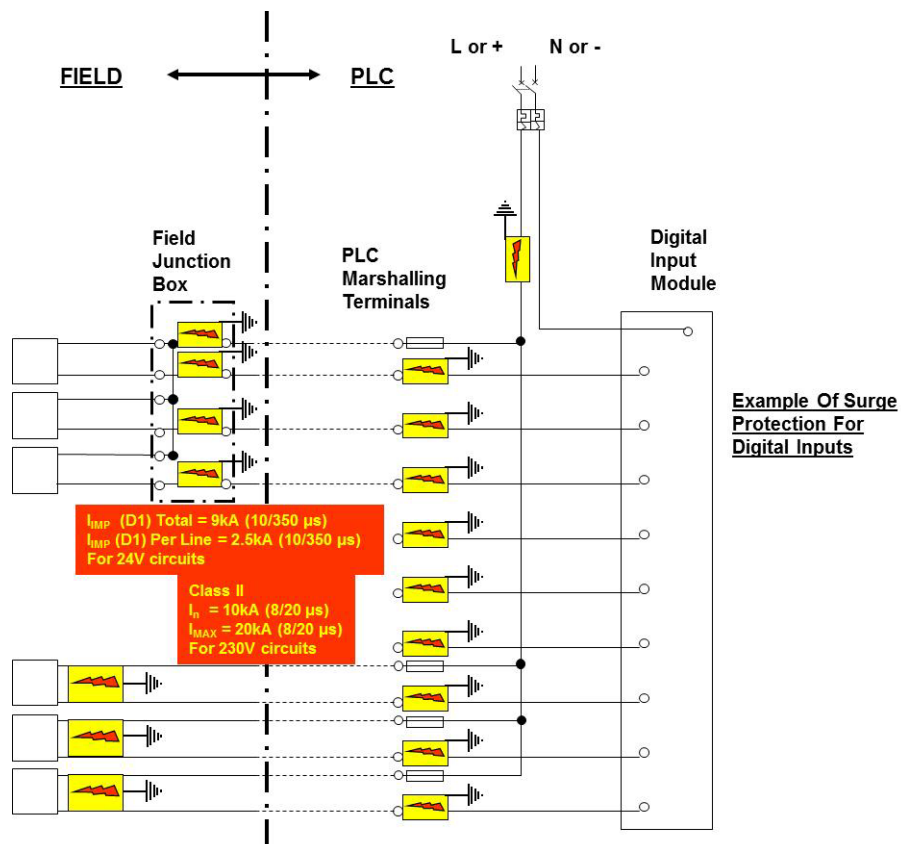 L or +
N or -
FIELD
PLC
Field
Junction
Box
PLC
Marshalling
Terminals
Digital
Input
Module
Example Of Surge
Protection For
Digital Inputs
IIMP (D1) Total = 9kA (10/350 µs)
IIMP (D1) Per Line = 2.5kA (10/350 µs)
For 24V circuits
Class II
In = 10kA (8/20 µs)
IMAX = 20kA (8/20 µs)
For 230V circuits